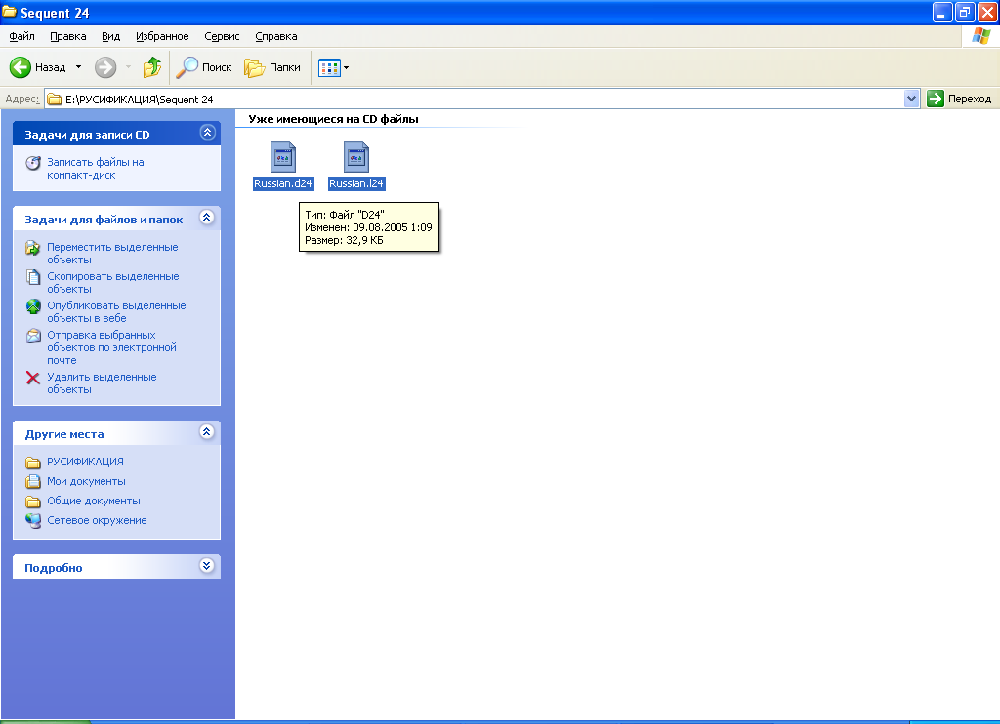 Sequent 24
Файл Правка Вид Избранное Сервис Справка
Назад Поиск Папки
Адрес: E:\РУСИФИКАЦИЯ\Sequent 24 Переход
Задачи для записи CD
Записать файлы на
компакт-диск
Задачи для файлов и папок
Переместить выделенные
объекты
Скопировать выделенные
объекты
Опубликовать выделенные
объекты в вебе
Отправка выбранных
объектов по электронной
почте
Удалить выделенные
объекты
Другие места
РУСИФИКАЦИЯ
Мои документы
Общие документы
Сетевое окружение
Подробно
Уже имеющиеся на CD файлы
Russian.d24 Russian.l24
Тип: Файл "D24"
Изменен: 09.08.2005 1:09
Размер: 32,9 КБ